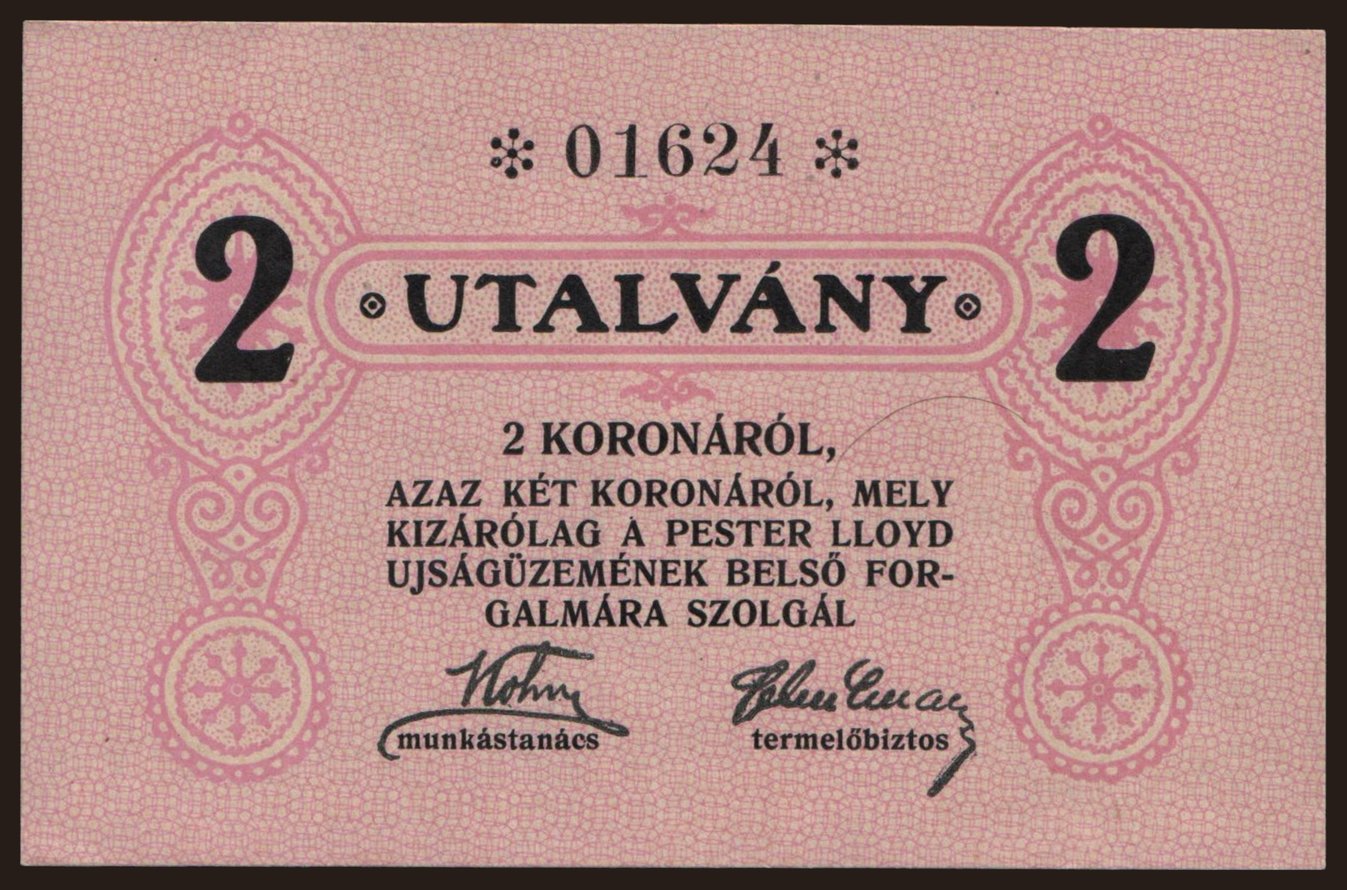 * 01624 *
2 UTALVÁNY 2
2 KORONÁRÓL,
AZAZ KÉT KORONÁRÓL, MELY
KIZÁRÓLAG A PESTER LLOYD
UJSÁGÜZEMÉNEK BELSŐ FOR-
GALMÁRA SZOLGÁL
munkástanács termelőbiztos